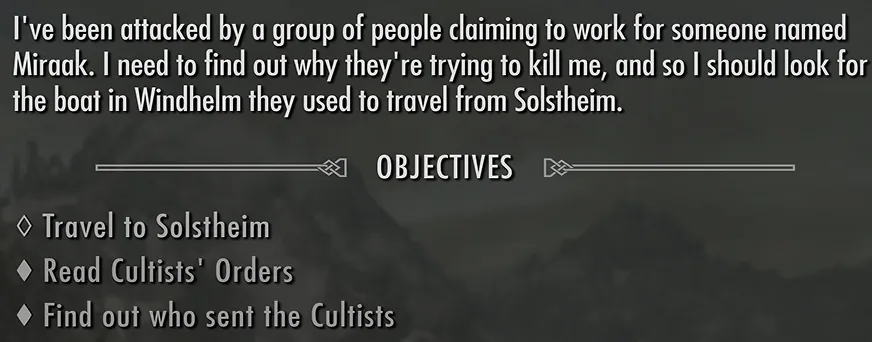 I've been attacked by a group of people claiming to work for someone named
Miraak. I need to find out why they're trying to kill me, and so I should look for
the boat in Windhelm they used to travel from Solstheim.
OBJECTIVES
Travel to Solstheim
Read Cultists' Orders
Find out who sent the Cultists